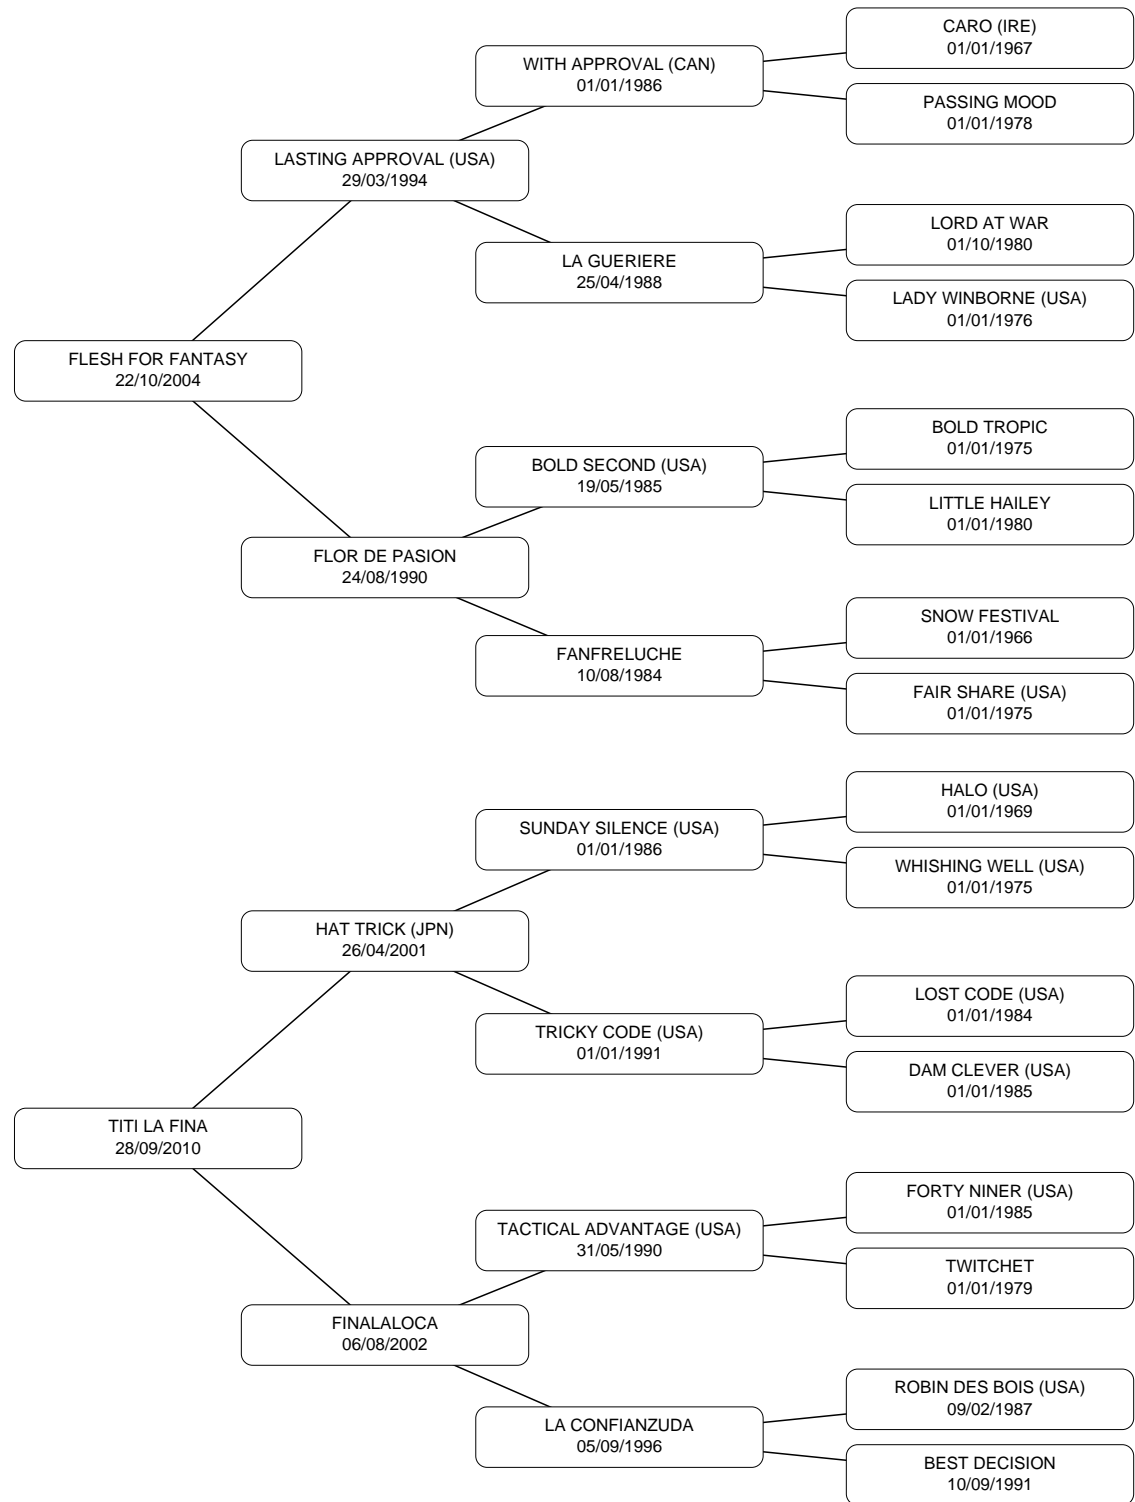 CARO (IRE)
01/01/1967
WITH APPROVAL (CAN)
01/01/1986
PASSING MOOD
01/01/1978
LASTING APPROVAL (USA)
29/03/1994
LORD AT WAR
01/10/1980
LA GUERIERE
25/04/1988
LADY WINBORNE (USA)
01/01/1976
FLESH FOR FANTASY
22/10/2004
BOLD TROPIC
01/01/1975
BOLD SECOND (USA)
19/05/1985
LITTLE HAILEY
01/01/1980
FLOR DE PASION
24/08/1990
SNOW FESTIVAL
01/01/1966
FANFRELUCHE
10/08/1984
FAIR SHARE (USA)
01/01/1975
HALO (USA)
01/01/1969
SUNDAY SILENCE (USA)
01/01/1986
WHISHING WELL (USA)
01/01/1975
HAT TRICK (JPN)
26/04/2001
LOST CODE (USA)
01/01/1984
TRICKY CODE (USA)
01/01/1991
DAM CLEVER (USA)
01/01/1985
TITI LA FINA
28/09/2010
FORTY NINER (USA)
01/01/1985
TACTICAL ADVANTAGE (USA)
31/05/1990
TWITCHET
01/01/1979
FINALALOCA
06/08/2002
ROBIN DES BOIS (USA)
09/02/1987
LA CONFIANZUDA
05/09/1996
BEST DECISION
10/09/1991